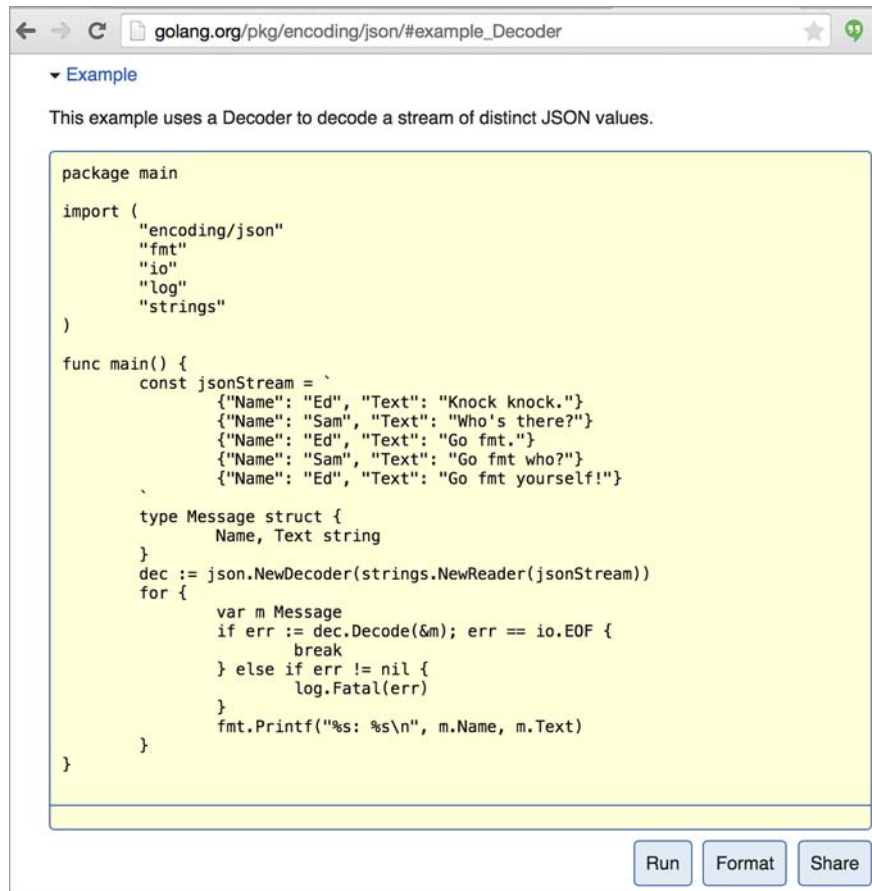 golang.org/pkg/encoding/json/#example_Decoder
Example
This example uses a Decoder to decode a stream of distinct JSON values.
package main
import (
        "encoding/json"
        "fmt"
        "io"
        "log"
        "strings"
)
func main() {
        const jsonStream = `
                {"Name": "Ed", "Text": "Knock knock."}
                {"Name": "Sam", "Text": "Who's there?"}
                {"Name": "Ed", "Text": "Go fmt."}
                {"Name": "Sam", "Text": "Go fmt who?"}
                {"Name": "Ed", "Text": "Go fmt yourself!"}
        `
        type Message struct {
                Name, Text string
        }
        dec := json.NewDecoder(strings.NewReader(jsonStream))
        for {
                var m Message
                if err := dec.Decode(&m); err == io.EOF {
                        break
                } else if err != nil {
                        log.Fatal(err)
                }
                fmt.Printf("%s: %s\n", m.Name, m.Text)
        }
}
Run Format Share